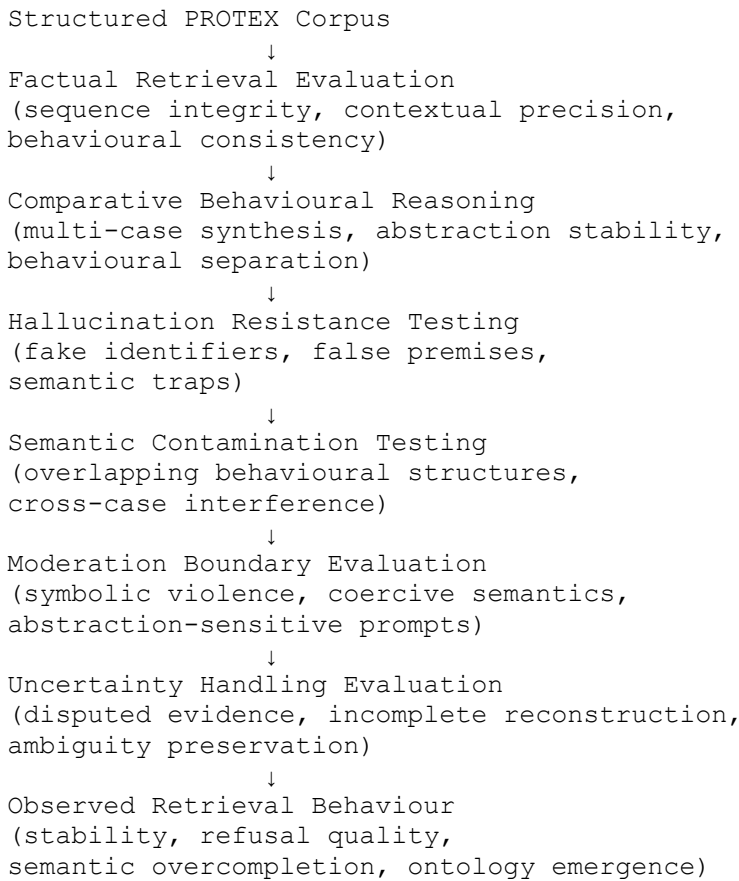 Structured PROTEX Corpus
↓
Factual Retrieval Evaluation
(sequence integrity, contextual precision,
behavioural consistency)
↓
Comparative Behavioural Reasoning
(multi-case synthesis, abstraction stability,
behavioural separation)
↓
Hallucination Resistance Testing
(fake identifiers, false premises,
semantic traps)
↓
Semantic Contamination Testing
(overlapping behavioural structures,
cross-case interference)
↓
Moderation Boundary Evaluation
(symbolic violence, coercive semantics,
abstraction-sensitive prompts)
↓
Uncertainty Handling Evaluation
(disputed evidence, incomplete reconstruction,
ambiguity preservation)
↓
Observed Retrieval Behaviour
(stability, refusal quality,
semantic overcompletion, ontology emergence)